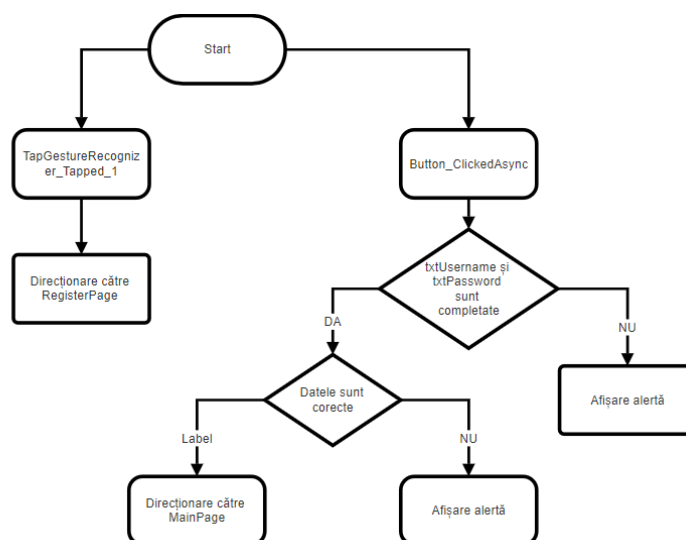 Start
TapGestureRecogniz
er_Tapped_1
Button_ClickedAsync
Direcționare către
RegisterPage
txtUsername și
txtPassword
sunt
completate
DA
NU
Datele sunt
corecte
Afișare alertă
Label
NU
Direcționare către
MainPage
Afișare alertă